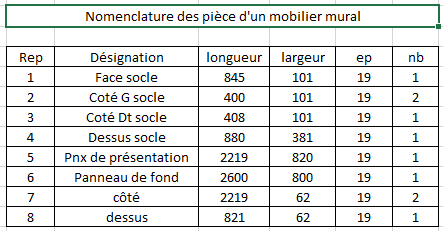 Nomenclature des pièce d'un mobilier mural
Rep Désignation longueur largeur ep nb
1 Face socle 845 101 19 1
2 Coté G socle 400 101 19 2
3 Coté Dt socle 408 101 19 1
4 Dessus socle 880 381 19 1
5 Pnx de présentation 2219 820 19 1
6 Panneau de fond 2600 800 19 1
7 côté 2219 62 19 2
8 dessus 821 62 19 1